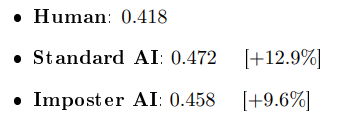 • Human: 0.418
• Standard AI: 0.472 [+12.9%]
• Imposter AI: 0.458 [+9.6%]